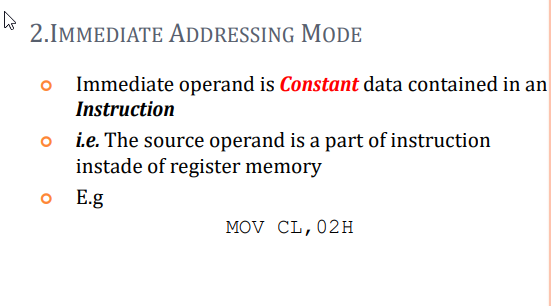 2.IMMEDIATE ADDRESSING MODE
Immediate operand is Constant data contained in an
Instruction
i.e. The source operand is a part of instruction
instade of register memory
E.g
MOV CL,02H